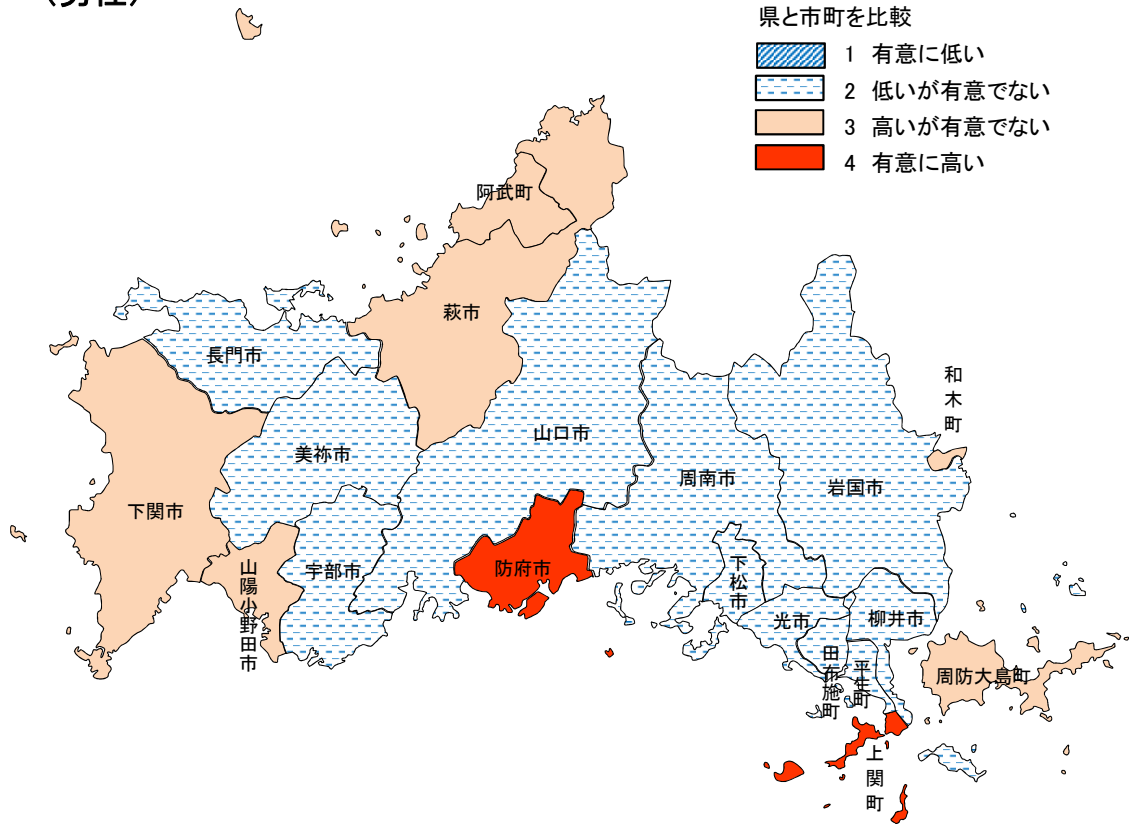 (男性)
県と市町を比較
1 有意に低い
2 低いが有意でない
3 高いが有意でない
4 有意に高い
阿武町
萩市
長門市
和木町
山口市
美祢市
周南市
岩国市
下関市
防府市
宇部市
下松市
山陽小野田市
光市
柳井市
田布施町
平生町
周防大島町
上関町